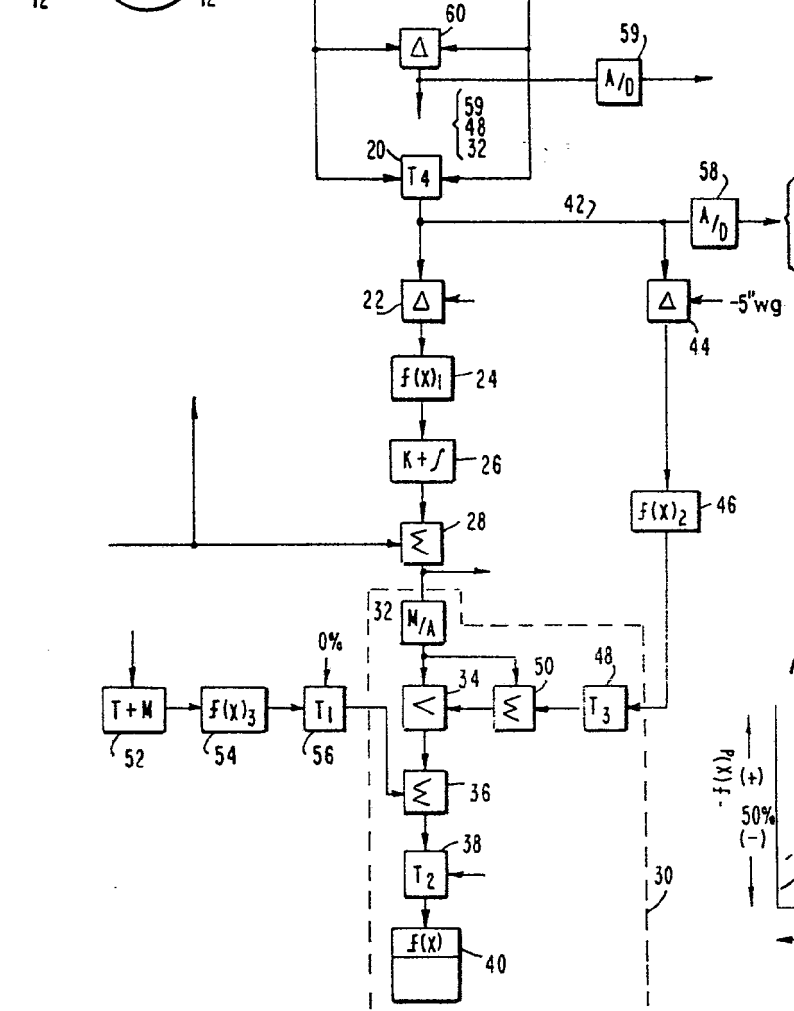 12
12
60
Δ
59
A/D
59
48
32
20
T4
58
42
A/D
22
Δ
Δ
-5"wg
44
f(X)1
24
K+∫
26
f(X)2
46
28
Σ
32
M/A
0%
34
50
48
T+M
f(X)3
T1
<
Σ
T3
52
54
56
Σ
36
f(X)d
(+)
50%
(-)
38
T2
30
f(X)
40